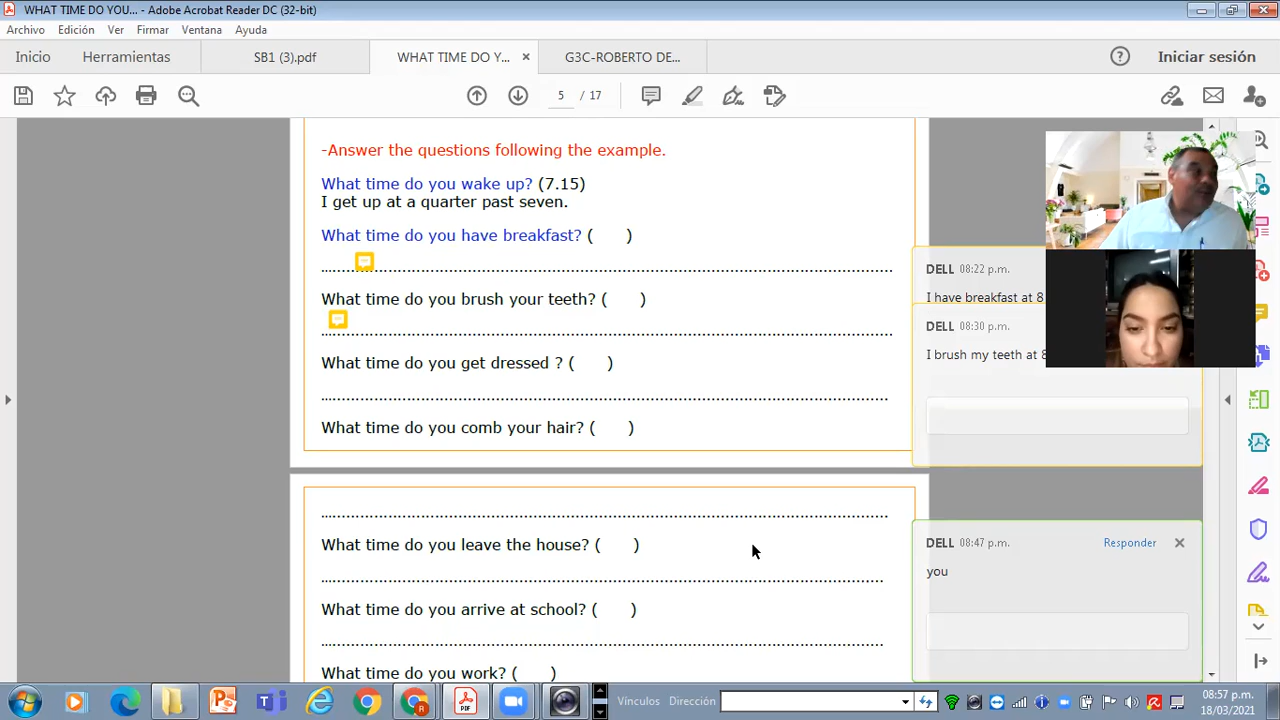 WHAT TIME DO YOU... - Adobe Acrobat Reader DC (32-bit)
Archivo Edición Ver Firmar Ventana Ayuda
Inicio Herramientas SB1 (3).pdf WHAT TIME DO Y... × G3C-ROBERTO DE... Iniciar sesión
5 / 17
-Answer the questions following the example.
What time do you wake up? (7.15)
I get up at a quarter past seven.
What time do you have breakfast? ( )
What time do you brush your teeth? ( )
What time do you get dressed ? ( )
What time do you comb your hair? ( )
What time do you leave the house? ( )
What time do you arrive at school? ( )
What time do you work? ( )
DELL 08:22 p.m.
I have breakfast at 8
DELL 08:30 p.m.
I brush my teeth at 8
DELL 08:47 p.m. Responder
you
Vínculos Dirección
08:57 p.m.
18/03/2021